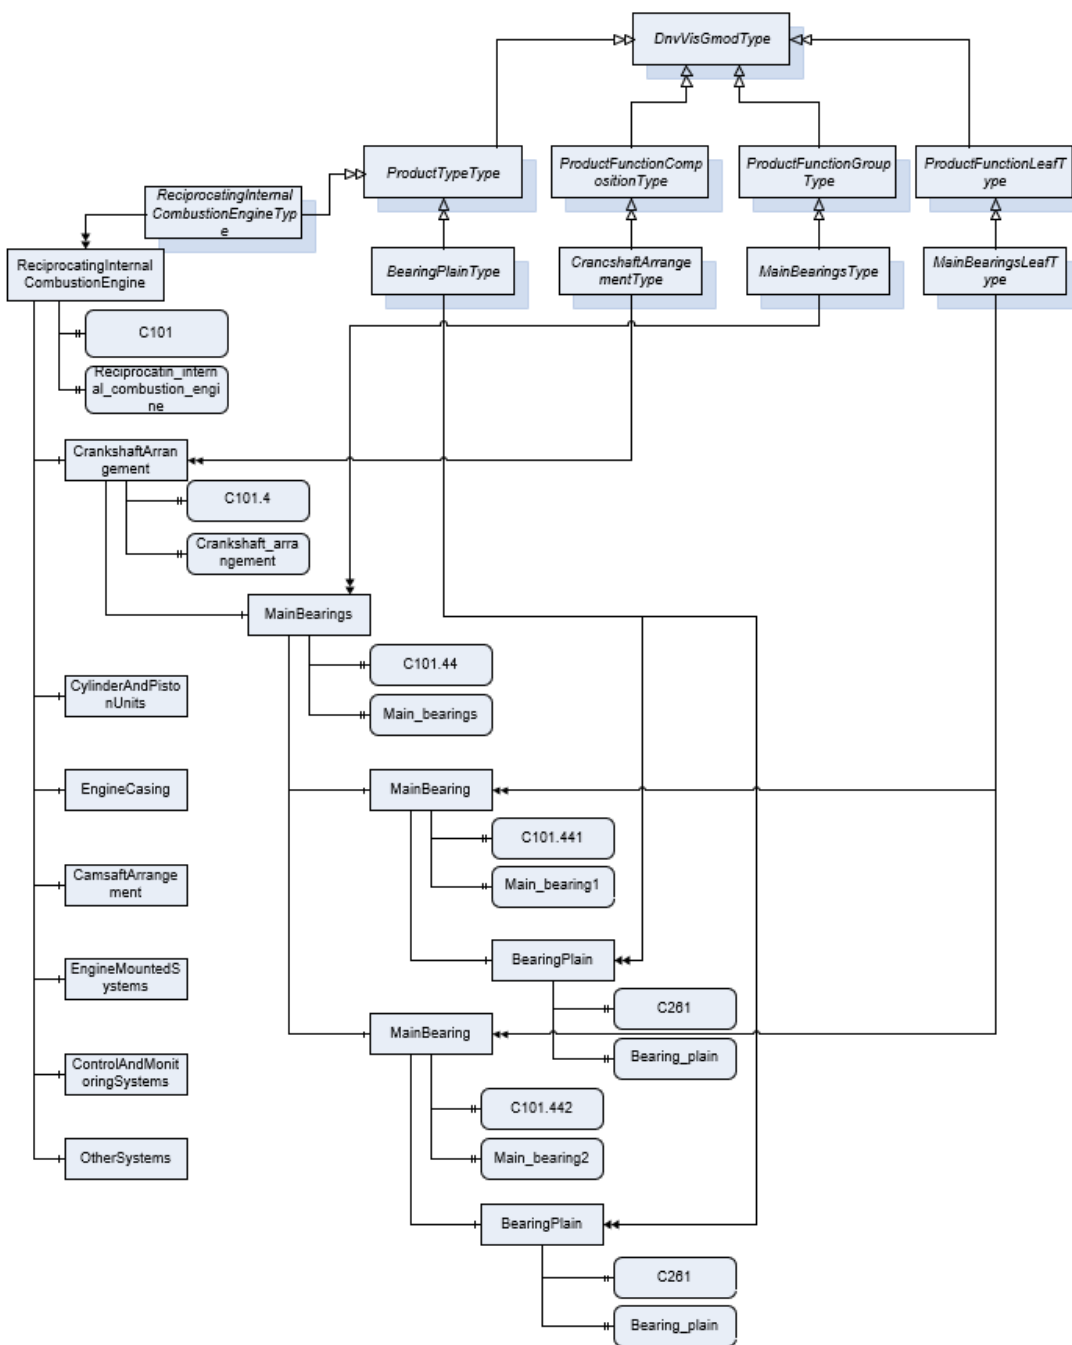 DnvVisGmodType
ProductTypeType
ProductFunctionCom
positionType
ProductFunctionGroup
Type
ProductFunctionLeafT
ype
ReciprocatingInternal
CombustionEngineTyp
e
ReciprocatingInternal
CombustionEngine
BearingPlainType
CrancshaftArrange
mentType
MainBearingsType
MainBearingsLeafT
ype
C101
Reciprocatin_intern
al_combustion_engi
ne
CrankshaftArran
gement
C101.4
Crankshaft_arra
ngement
MainBearings
C101.44
Main_bearings
CylinderAndPisto
nUnits
EngineCasing
MainBearing
C101.441
Main_bearing1
CamsaftArrange
ment
BearingPlain
EngineMountedS
ystems
C261
MainBearing
Bearing_plain
ControlAndMonit
oringSystems
C101.442
Main_bearing2
OtherSystems
BearingPlain
C261
Bearing_plain